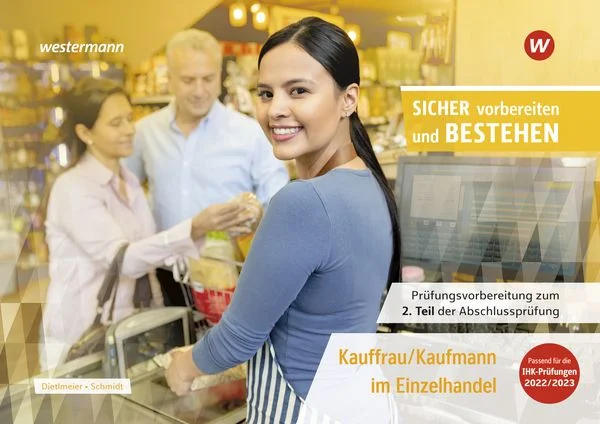 westermann
W
SICHER vorbereiten
und BESTEHEN
Prüfungsvorbereitung zum
2. Teil der Abschlussprüfung
Kauffrau/Kaufmann
im Einzelhandel
Passend für die
IHK-Prüfungen
2022/2023
Dietlmeier • Schmidt